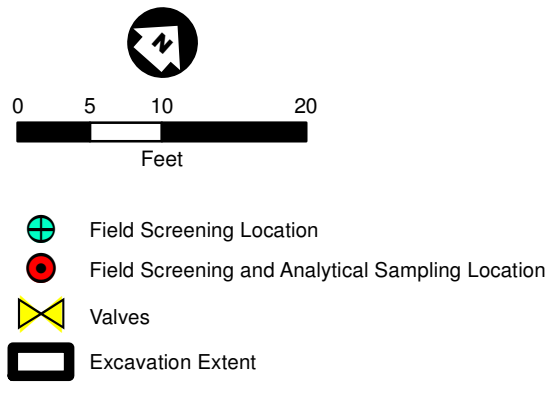 N
0 5 10 20
Feet
Field Screening Location
Field Screening and Analytical Sampling Location
Valves
Excavation Extent